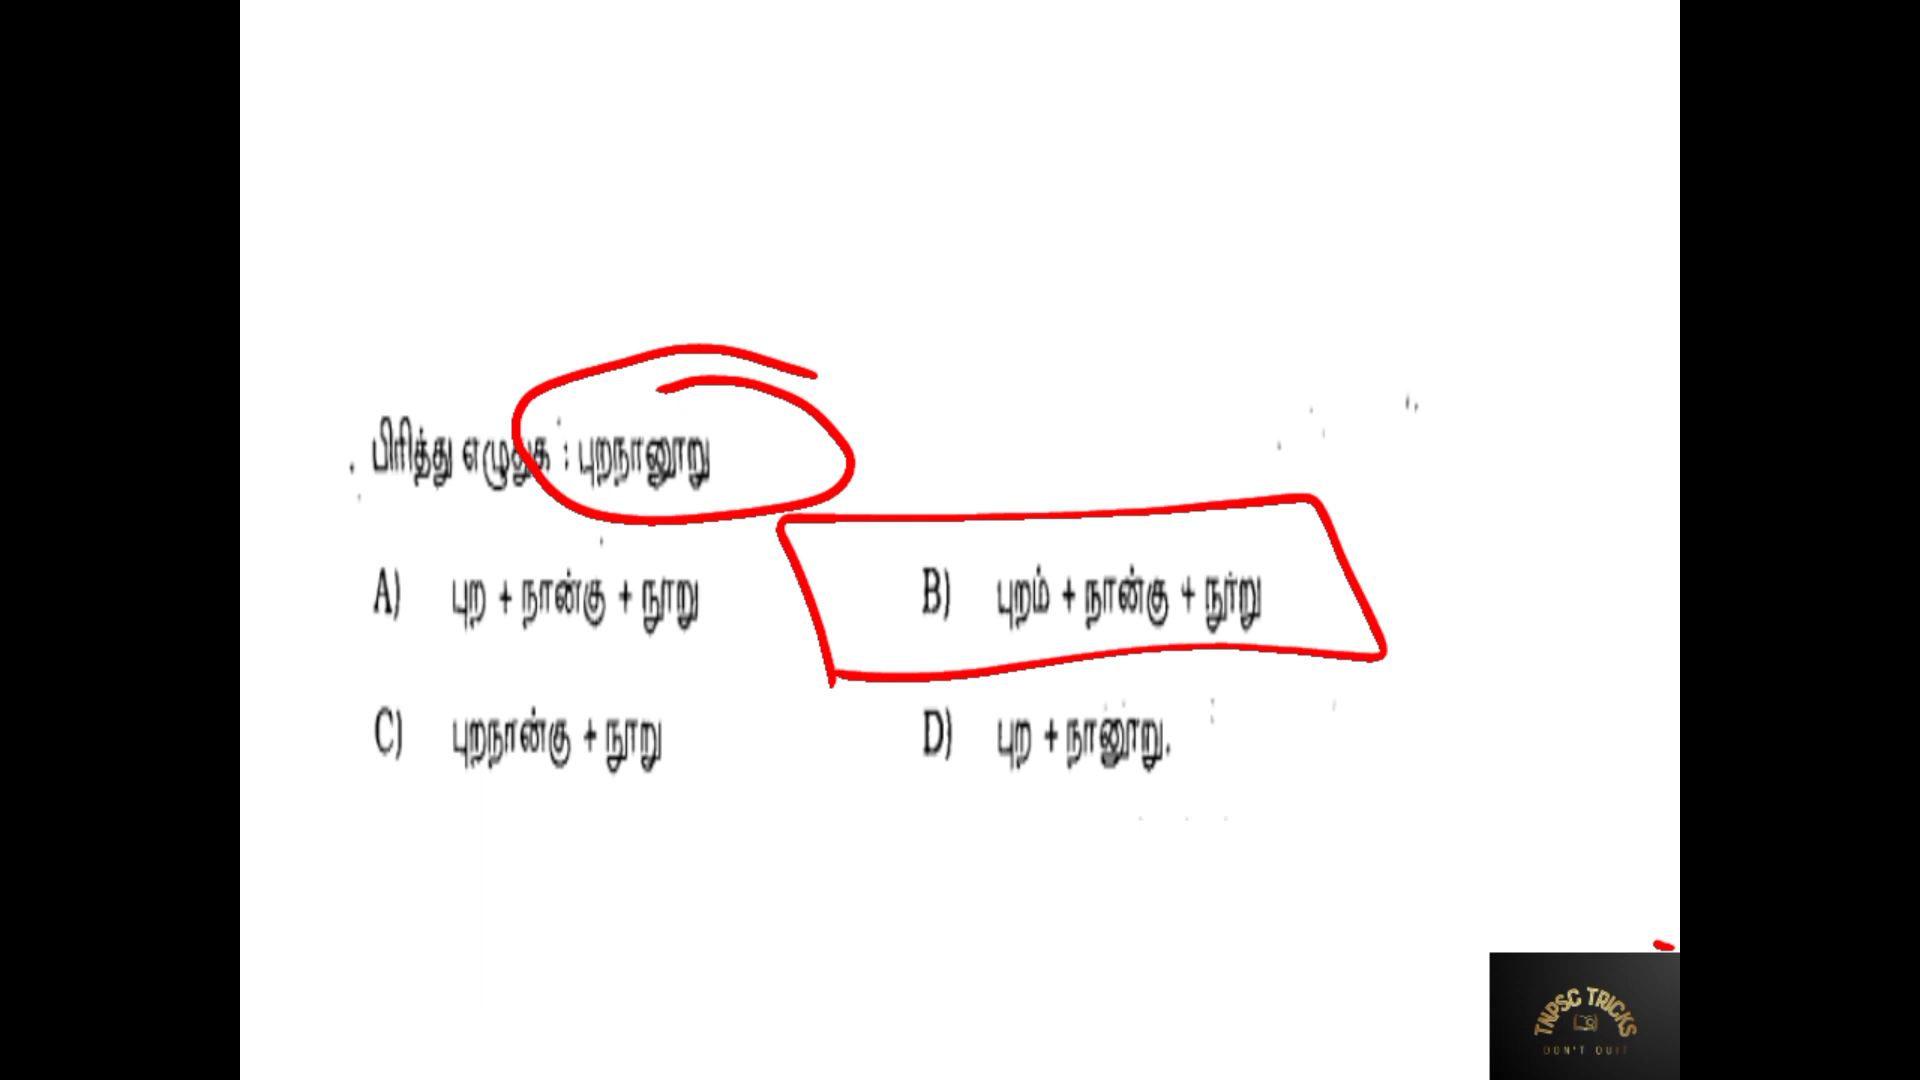 பிரித்து எழுதுக : புறநானூறு
A) புற + நான்கு + நூறு
B) புறம் + நான்கு + நூறு
C) புறநான்கு + நூறு
D) புற + நானூறு.
TNPSC TRICKS
DON'T QUIT